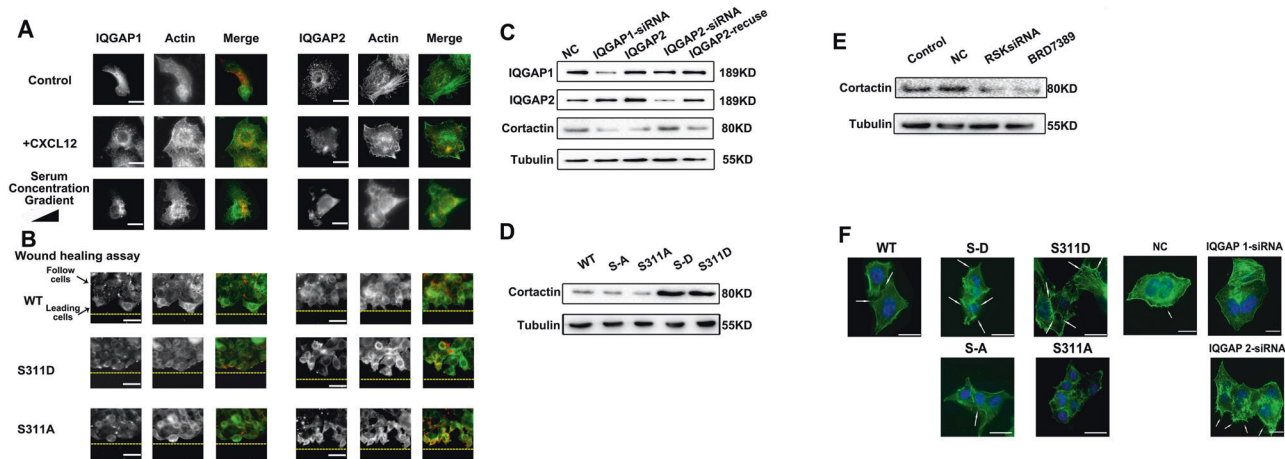 A
IQGAP1 Actin Merge IQGAP2 Actin Merge
Control
+CXCL12
Serum
Concentration
Gradient
B
Wound healing assay
Follow
cells
WT
Leading
cells
S311D
S311A
C
NC IQGAP1-siRNA IQGAP2 IQGAP2-siRNA IQGAP2-recuse
IQGAP1 189KD
IQGAP2 189KD
Cortactin 80KD
Tubulin 55KD
D
WT S-A S311A S-D S311D
Cortactin 80KD
Tubulin 55KD
E
Control NC RSKsiRNA BRD7389
Cortactin 80KD
Tubulin 55KD
F
WT S-D S311D NC IQGAP 1-siRNA
S-A S311A IQGAP 2-siRNA